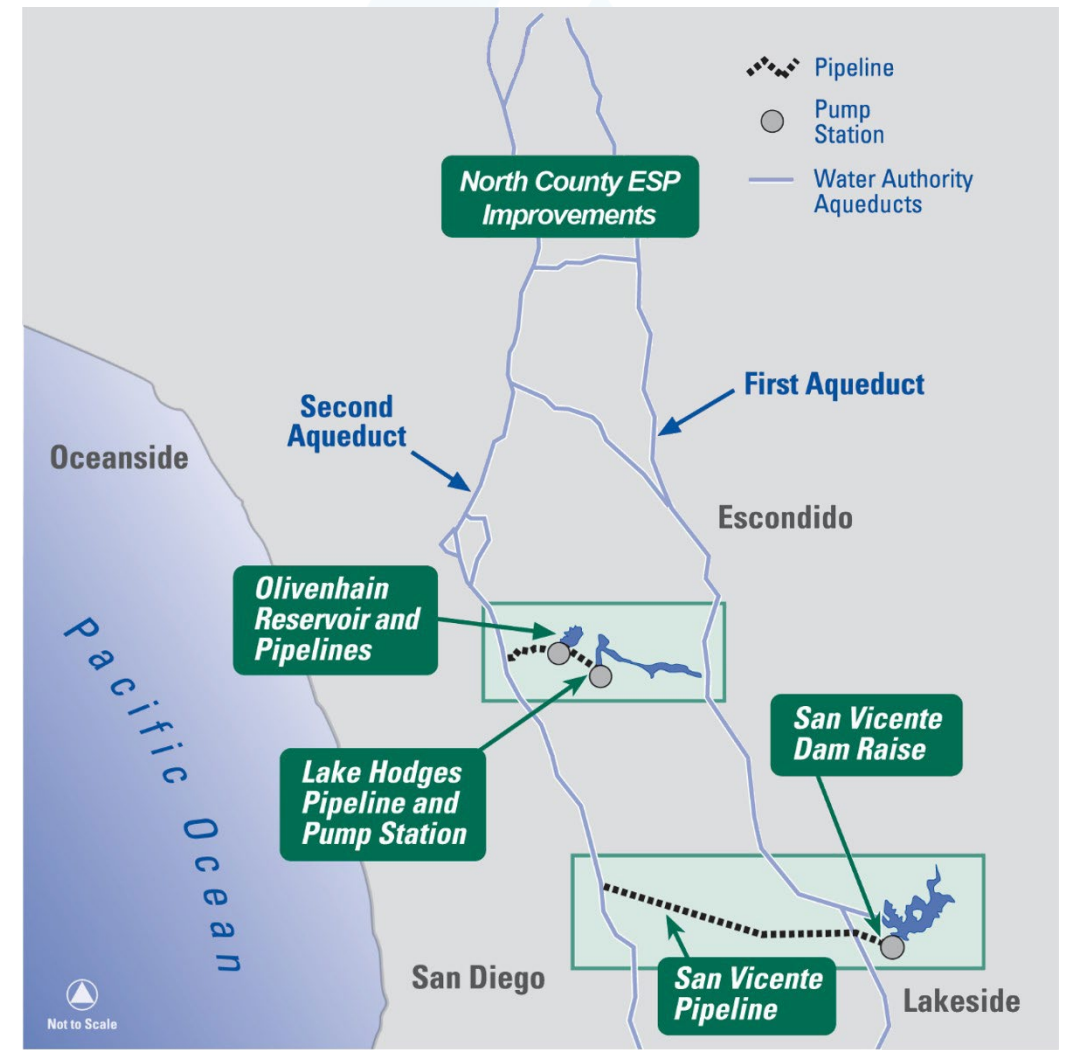 Pipeline
Pump
Station
Water Authority
Aqueducts
North County ESP
Improvements
First Aqueduct
Second
Aqueduct
Oceanside
Escondido
Olivenhain
Reservoir and
Pipelines
Pacific Ocean
San Vicente
Dam Raise
Lake Hodges
Pipeline and
Pump Station
San Diego
San Vicente
Pipeline
Lakeside
Not to Scale